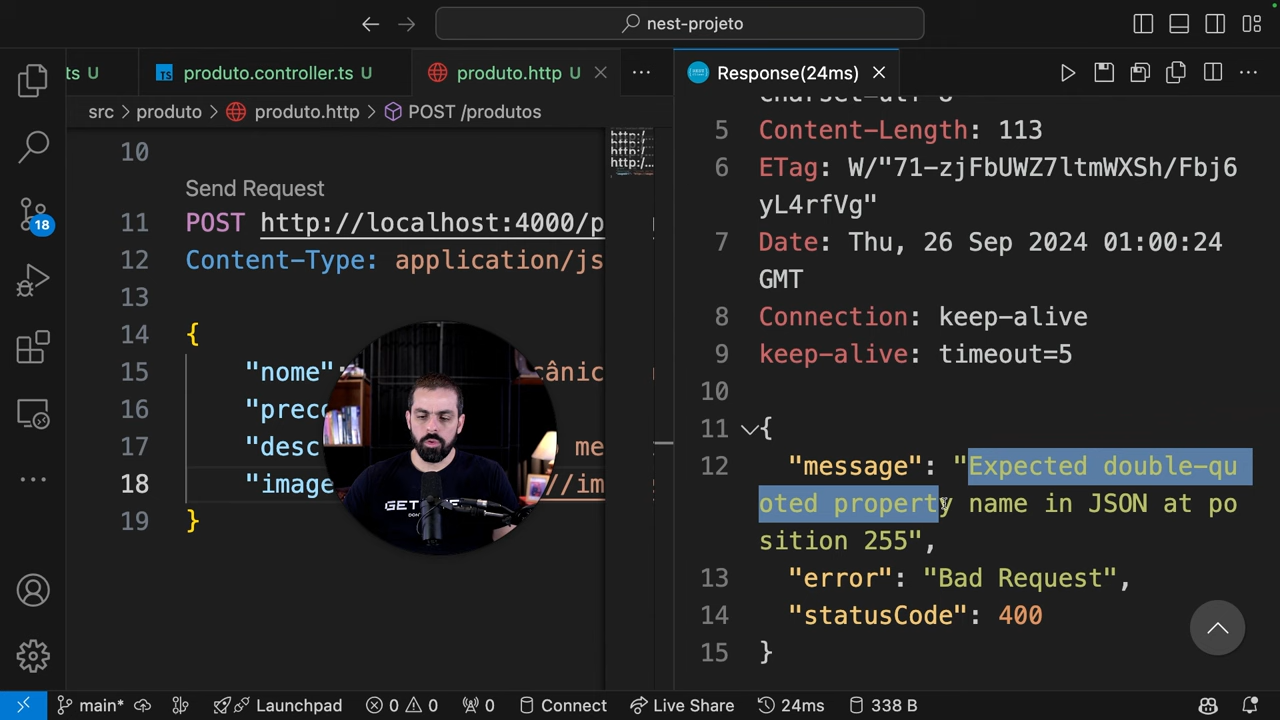 nest-projeto
ts U
TS produto.controller.ts U
produto.http U
Response(24ms)
src > produto > produto.http > POST /produtos
10
Send Request
11 POST http://localhost:4000/p
12 Content-Type: application/js
13
14 {
15 "nome":
16 "prec
17 "desc me
18 "image //im
19 }
5 Content-Length: 113
6 ETag: W/"71-zjFbUWZ7ltmWXSh/Fbj6
yL4rfVg"
7 Date: Thu, 26 Sep 2024 01:00:24
GMT
8 Connection: keep-alive
9 keep-alive: timeout=5
10
11 {
12 "message": "Expected double-qu
oted property name in JSON at po
sition 255",
13 "error": "Bad Request",
14 "statusCode": 400
15 }
18
main* Launchpad 0 0 0 Connect Live Share 24ms 338 B